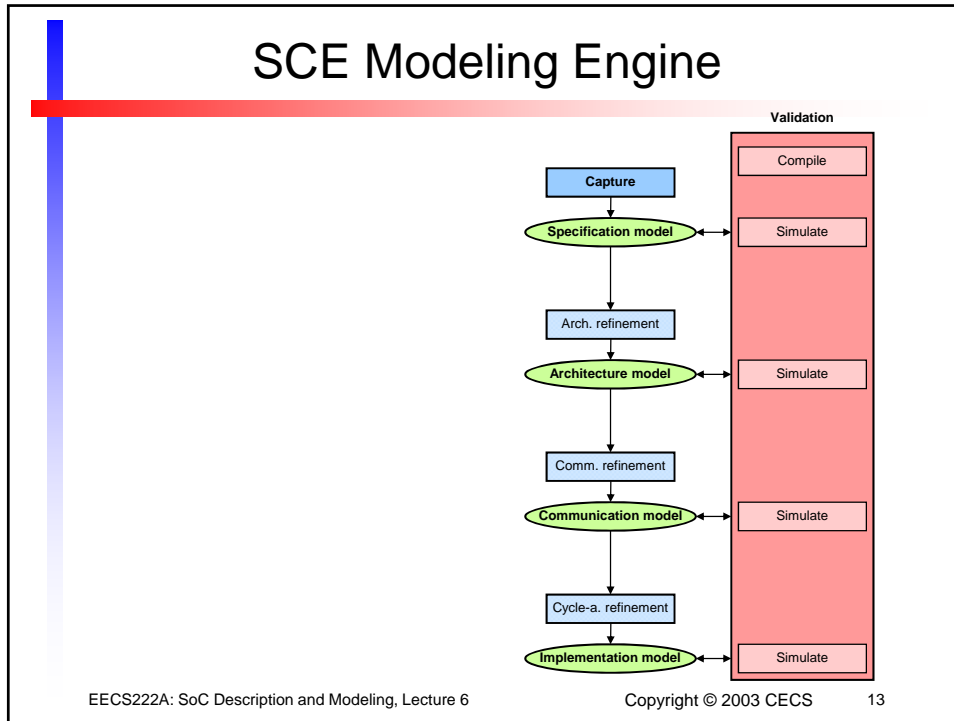 SCE Modeling Engine
Validation
Compile
Capture
Specification model
Simulate
Arch. refinement
Architecture model
Simulate
Comm. refinement
Communication model
Simulate
Cycle-a. refinement
Implementation model
Simulate
EECS222A: SoC Description and Modeling, Lecture 6
Copyright © 2003 CECS
13